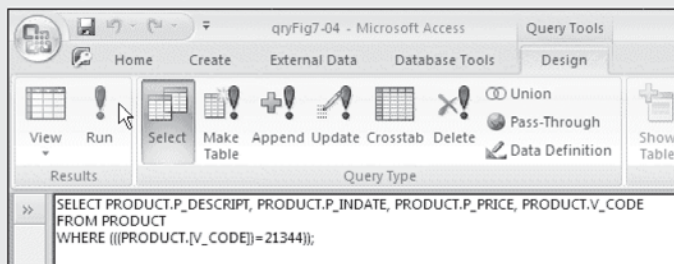 qryFig7-04 - Microsoft Access
Query Tools
Home
Create
External Data
Database Tools
Design
View
Run
Select
Make Table
Append
Update
Crosstab
Delete
Union
Pass-Through
Data Definition
Show Table
Results
Query Type
SELECT PRODUCT.P_DESCRIPT, PRODUCT.P_INDATE, PRODUCT.P_PRICE, PRODUCT.V_CODE
FROM PRODUCT
WHERE (((PRODUCT.[V_CODE])=21344));